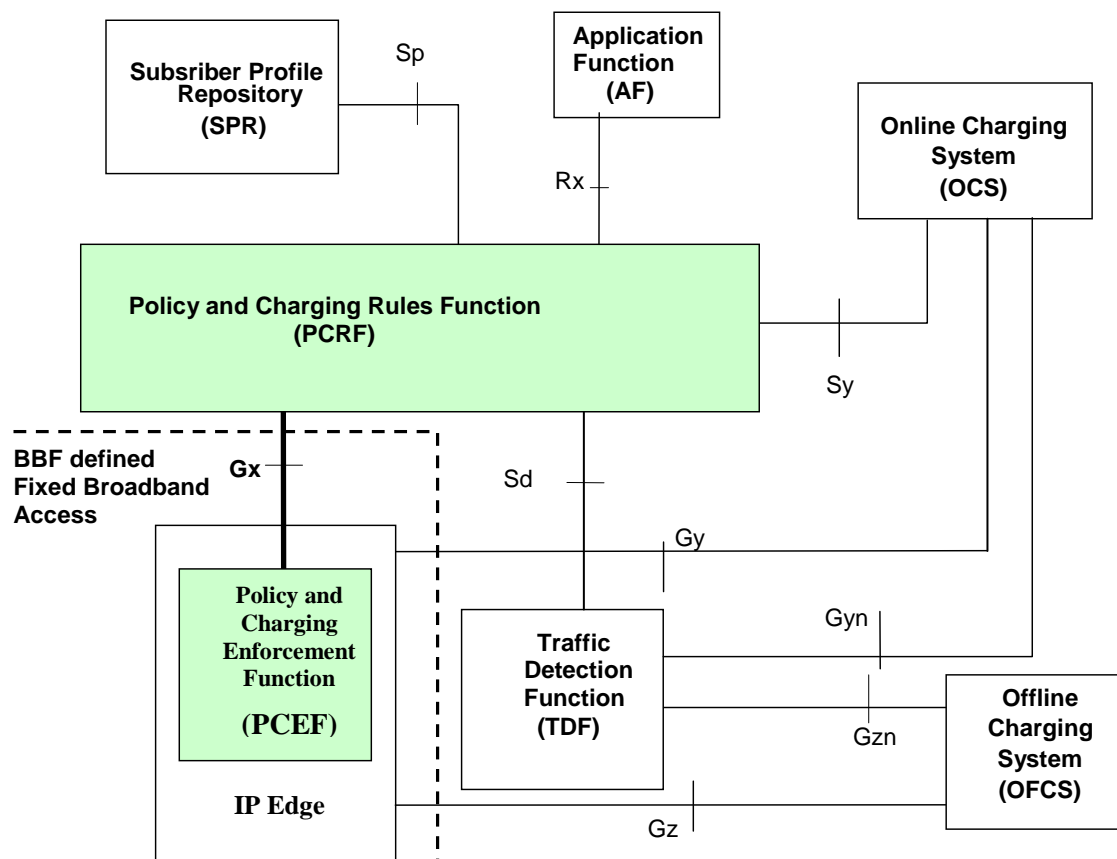 Subsriber Profile
Repository
(SPR)
Sp
Application
Function
(AF)
Online Charging
System
(OCS)
Rx
Policy and Charging Rules Function
(PCRF)
Sy
BBF defined
Fixed Broadband
Access
Gx
Sd
Gy
Policy and
Charging
Enforcement
Function
(PCEF)
IP Edge
Traffic
Detection
Function
(TDF)
Gyn
Gzn
Offline
Charging
System
(OFCS)
Gz